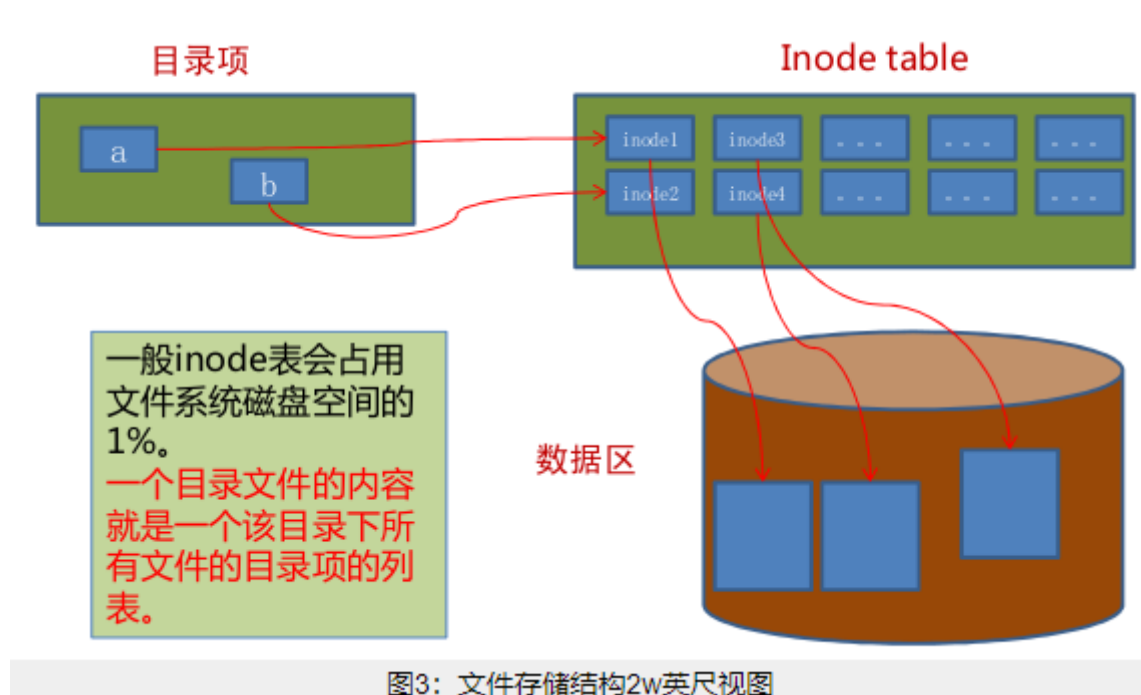 目录项
Inode table
a
b
inode1 inode3 ... ... ...
inode2 inode4 ... ... ...
一般inode表会占用
文件系统磁盘空间的
1%。
一个目录文件的内容
就是一个该目录下所
有文件的目录项的列
表。
数据区
图3：文件存储结构2w英尺视图